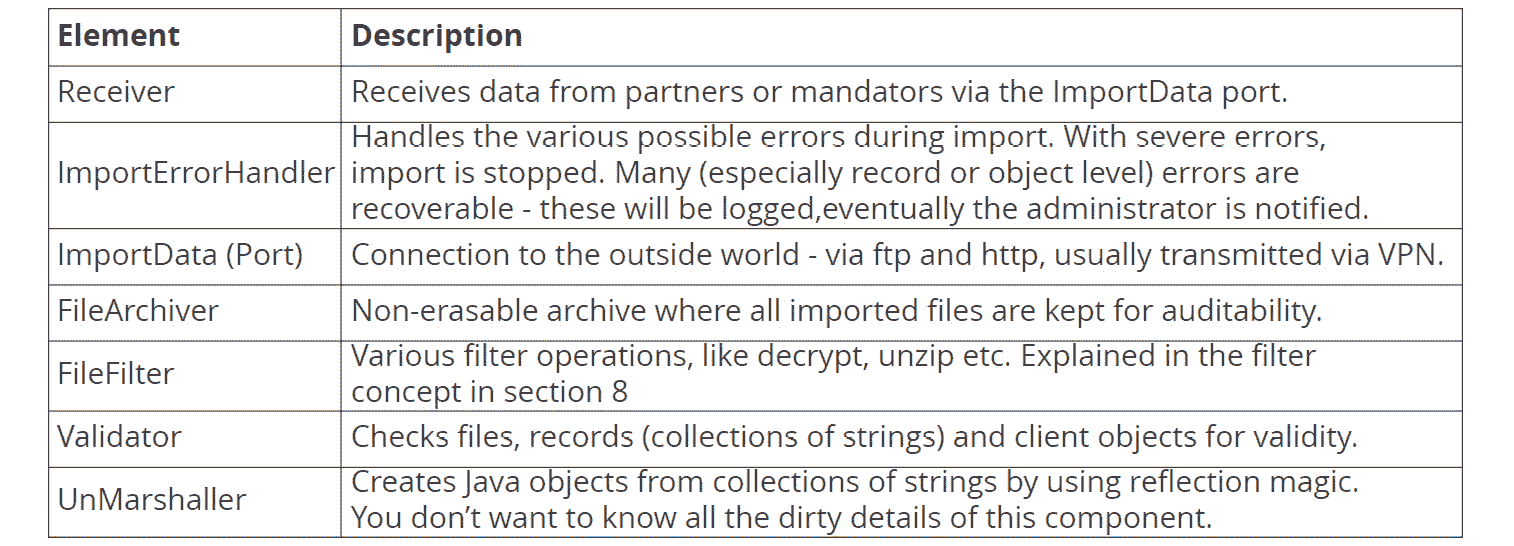 Element Description
Receiver Receives data from partners or mandators via the ImportData port.
Handles the various possible errors during import. With severe errors,
ImportErrorHandler import is stopped. Many (especially record or object level) errors are
recoverable - these will be logged,eventually the administrator is notified.
ImportData (Port) Connection to the outside world - via ftp and http, usually transmitted via VPN.
FileArchiver Non-erasable archive where all imported files are kept for auditability.
FileFilter Various filter operations, like decrypt, unzip etc. Explained in the filter
concept in section 8
Validator Checks files, records (collections of strings) and client objects for validity.
UnMarshaller Creates Java objects from collections of strings by using reflection magic.
You don’t want to know all the dirty details of this component.